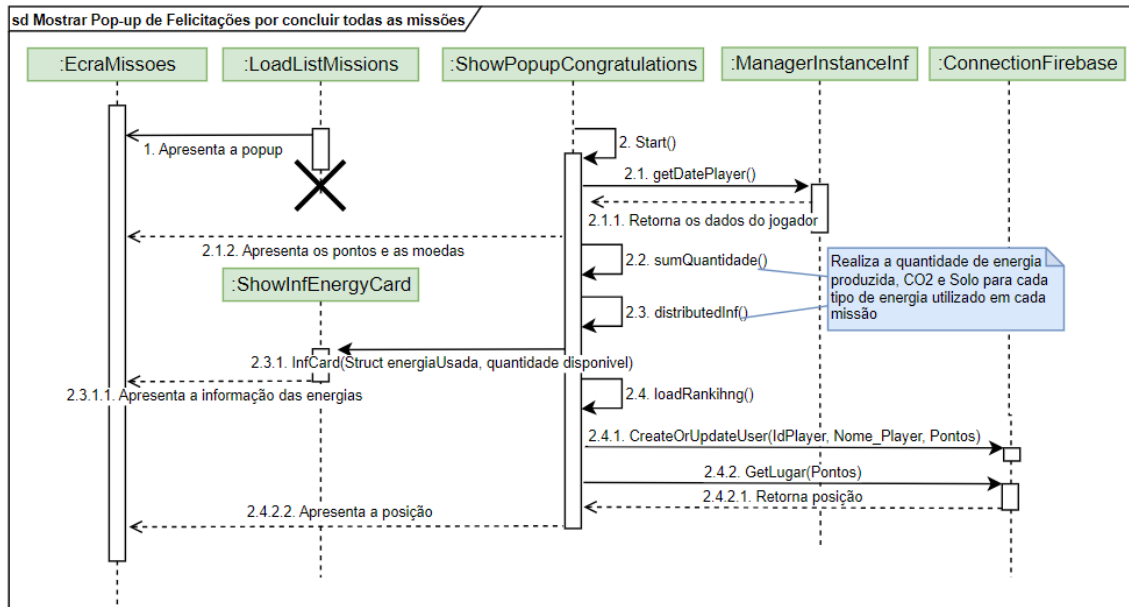 sd Mostrar Pop-up de Felicitações por concluir todas as missões
:EcraMissoes
:LoadListMissions
:ShowPopupCongratulations
:ManagerInstanceInf
:ConnectionFirebase
1. Apresenta a popup
2. Start()
2.1. getDatePlayer()
2.1.1. Retorna os dados do jogador
2.1.2. Apresenta os pontos e as moedas
2.2. sumQuantidade()
Realiza a quantidade de energia
produzida, CO2 e Solo para cada
tipo de energia utilizado em cada
missão
:ShowInfEnergyCard
2.3. distributedInf()
2.3.1. InfCard(Struct energiaUsada, quantidade disponivel)
2.3.1.1. Apresenta a informação das energias
2.4. loadRankihng()
2.4.1. CreateOrUpdateUser(IdPlayer, Nome_Player, Pontos)
2.4.2. GetLugar(Pontos)
2.4.2.1. Retorna posição
2.4.2.2. Apresenta a posição